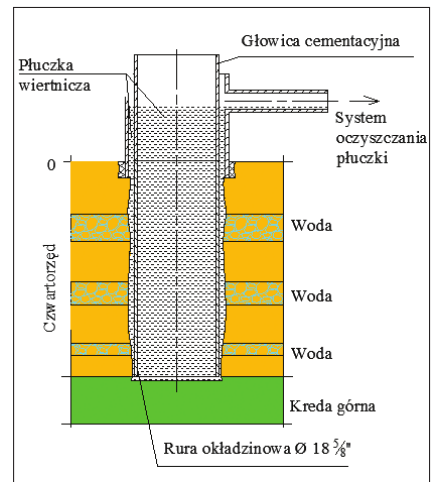 Głowica cementacyjna
Płuczka
wiertnicza
System
oczyszczania
płuczki
0
Czwartorzęd
Woda
Woda
Woda
Kreda górna
Rura okładzinowa Ø 18 ⅝"